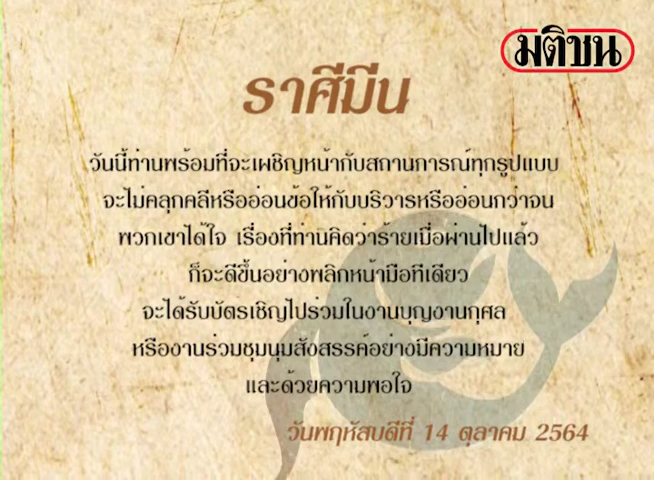 มติชน
ราศีมีน
วันนี้ท่านพร้อมที่จะเผชิญหน้ากับสถานการณ์ทุกรูปแบบ
จะไม่คลุกคลีหรืออ่อนข้อให้กับบริวารหรืออ่อนกว่าจน
พวกเขาได้ใจ เรื่องที่ท่านคิดว่าร้ายเมื่อผ่านไปแล้ว
ก็จะดีขึ้นอย่างพลิกหน้ามือทีเดียว
จะได้รับบัตรเชิญไปร่วมในงานบุญงานกุศล
หรืองานร่วมชุมนุมสังสรรค์อย่างมีความหมาย
และด้วยความพอใจ
วันพฤหัสบดีที่ 14 ตุลาคม 2564